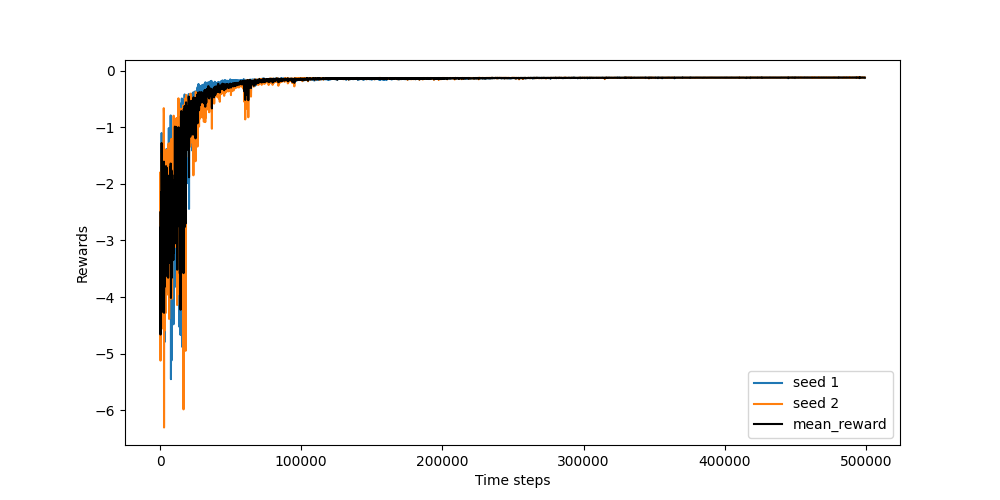 0
−1
−2
−3
−4
−5
−6
Rewards
0
100000
200000
300000
400000
500000
Time steps
seed 1
seed 2
mean_reward